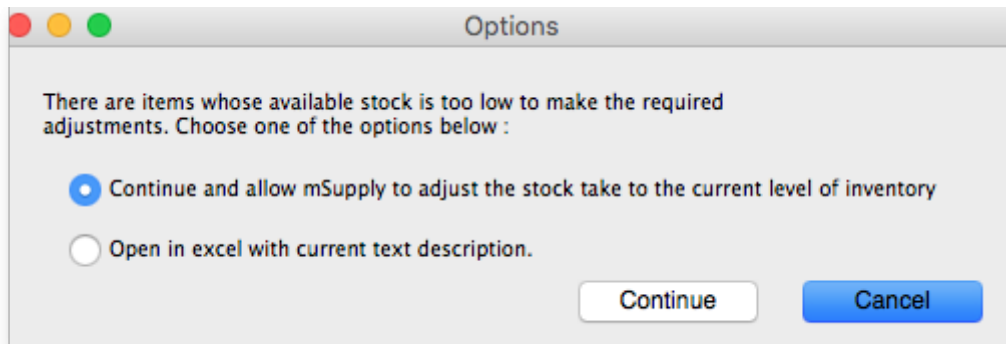 Options
There are items whose available stock is too low to make the required
adjustments. Choose one of the options below :
Continue and allow mSupply to adjust the stock take to the current level of inventory
Open in excel with current text description.
Continue Cancel